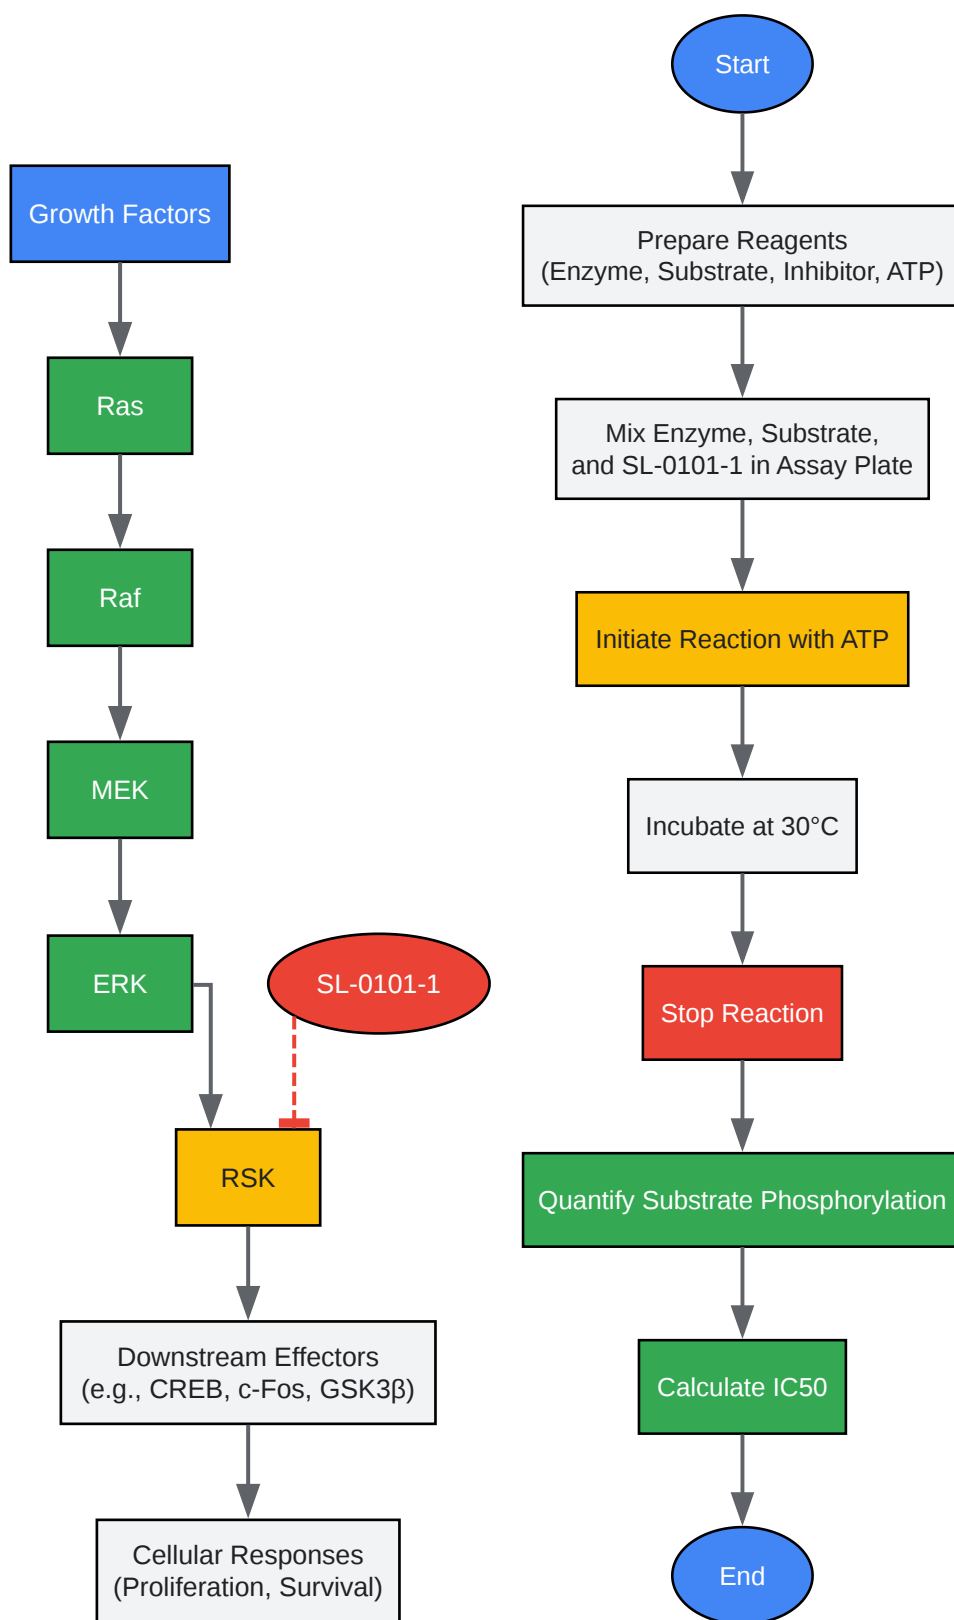 Growth Factors
Ras
Raf
MEK
ERK
SL-0101-1
RSK
Downstream Effectors
(e.g., CREB, c-Fos, GSK3β)
Cellular Responses
(Proliferation, Survival)
Start
Prepare Reagents
(Enzyme, Substrate, Inhibitor, ATP)
Mix Enzyme, Substrate,
and SL-0101-1 in Assay Plate
Initiate Reaction with ATP
Incubate at 30°C
Stop Reaction
Quantify Substrate Phosphorylation
Calculate IC50
End